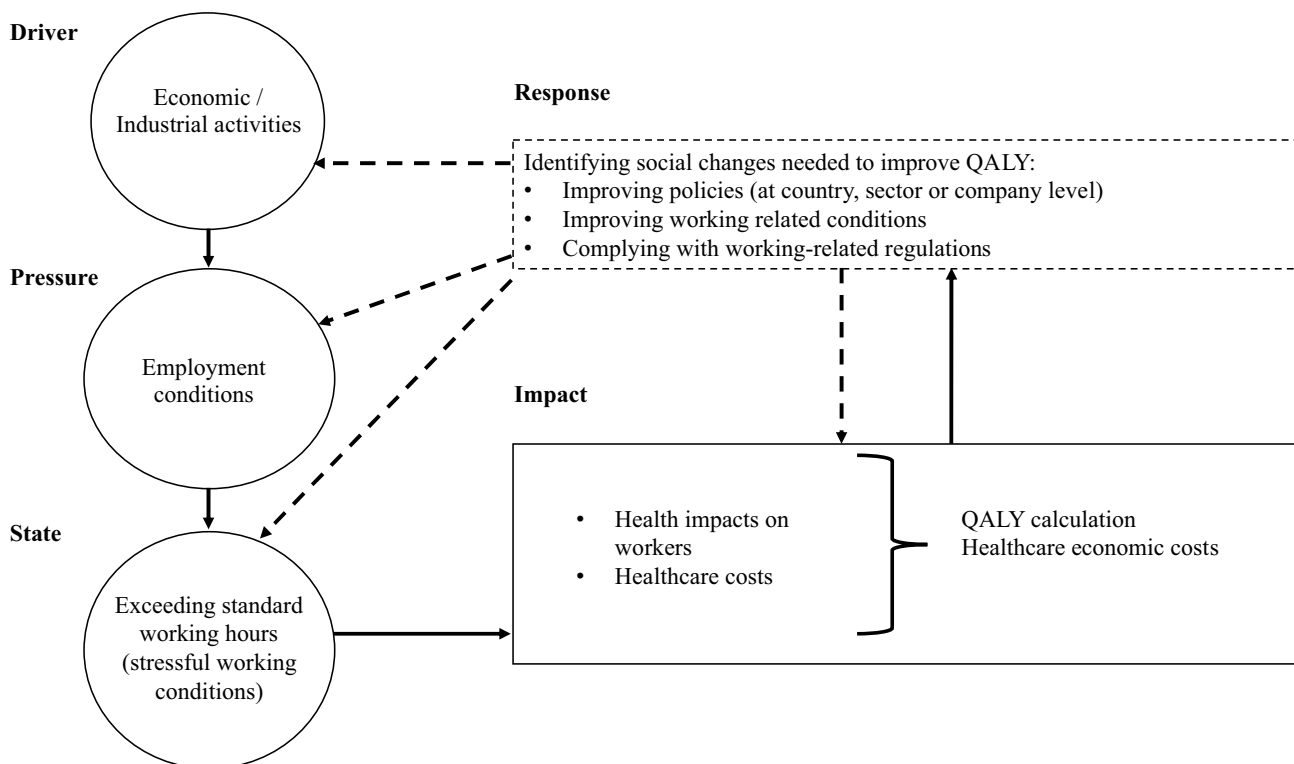 Driver
Economic /
Industrial activities
Response
Identifying social changes needed to improve QALY:
• Improving policies (at country, sector or company level)
• Improving working related conditions
• Complying with working-related regulations
Pressure
Employment
conditions
Impact
• Health impacts on
workers
• Healthcare costs
QALY calculation
Healthcare economic costs
State
Exceeding standard
working hours
(stressful working
conditions)